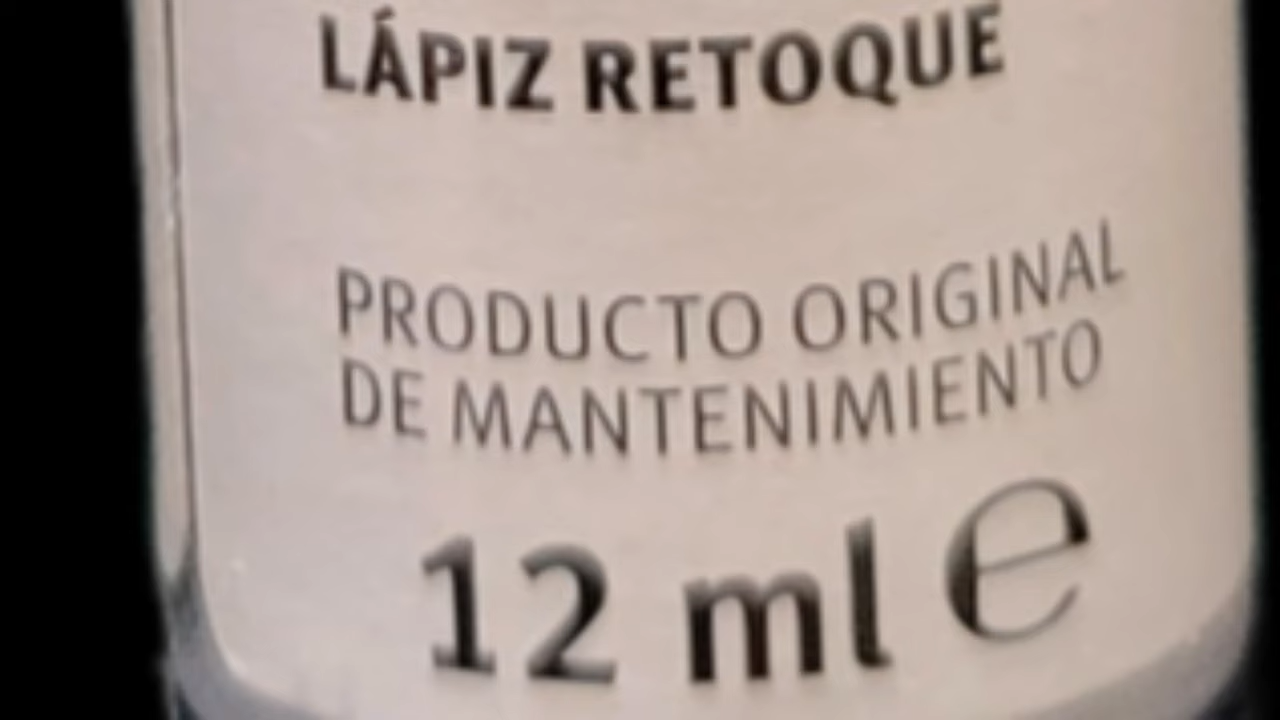 LÁPIZ RETOQUE
PRODUCTO ORIGINAL
DE MANTENIMIENTO
12 ml ℮